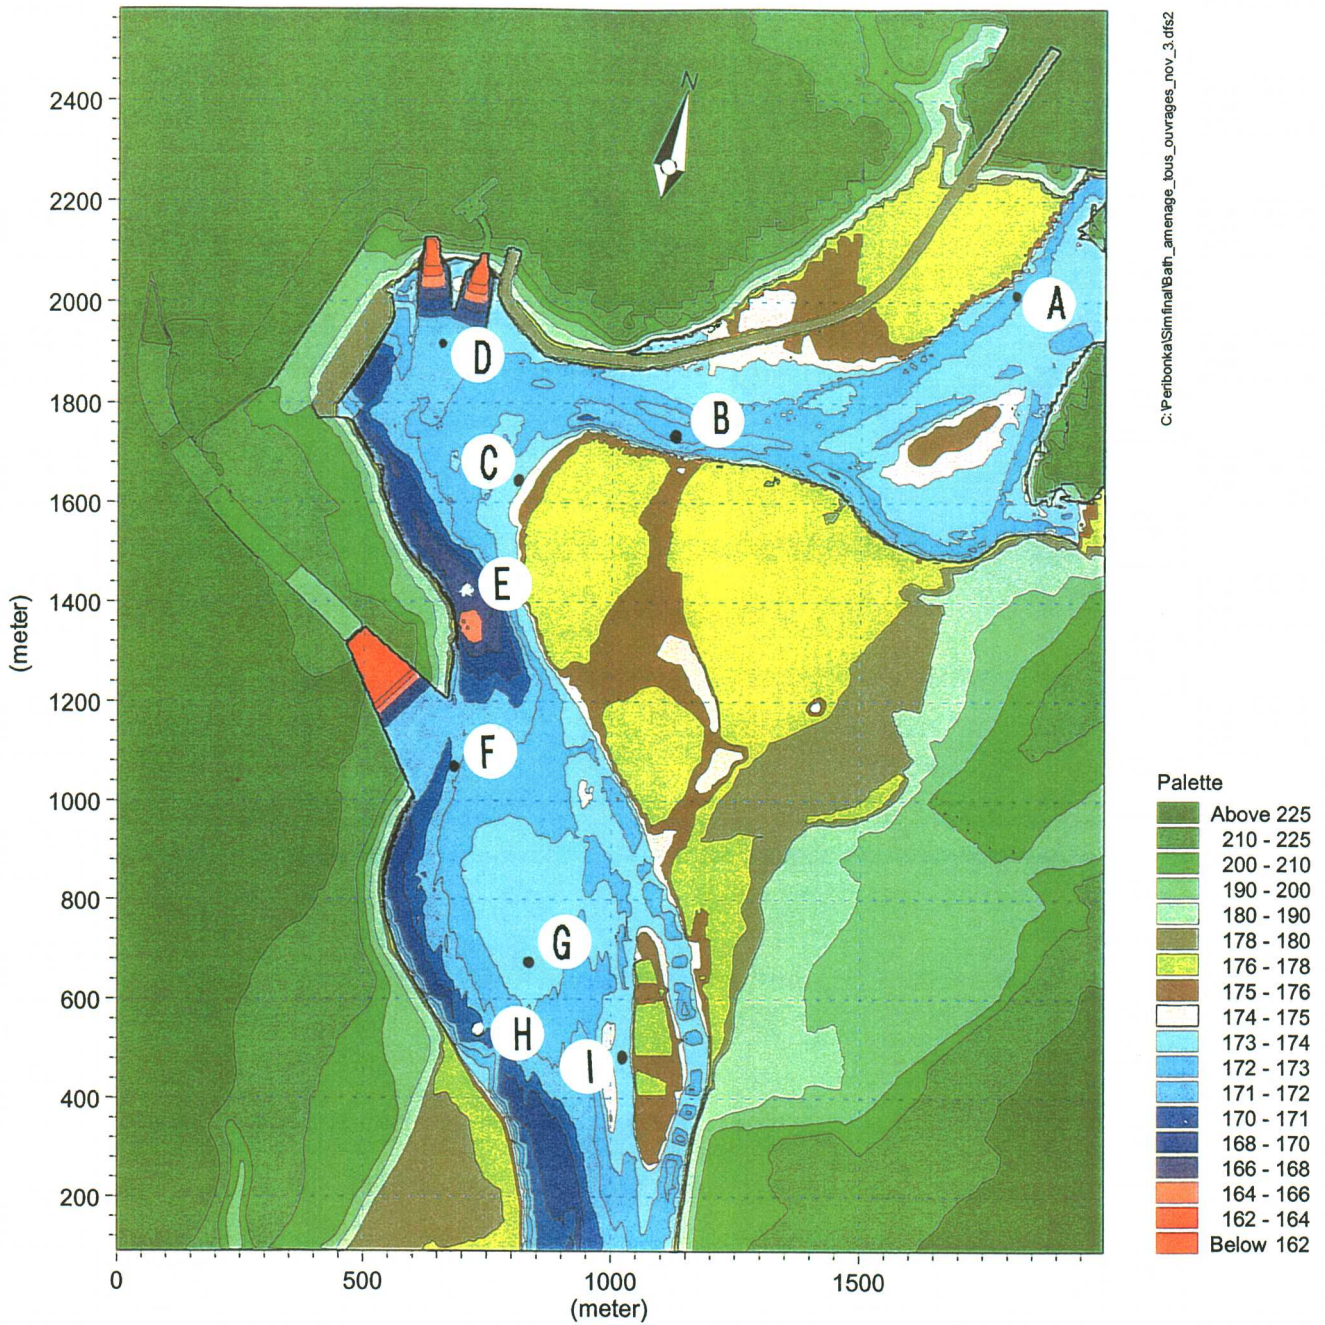 C:\Peribonka\Simfinal\Bath_amenage_tous_ouvrages_nov_3.dfs2
N
2400
2200
2000
1800
1600
1400
1200
1000
800
600
400
200
(meter)
A
D
B
C
E
F
G
H
I
0
500
1000
1500
(meter)
Palette
Above 225
210 - 225
200 - 210
190 - 200
180 - 190
178 - 180
176 - 178
175 - 176
174 - 175
173 - 174
172 - 173
171 - 172
170 - 171
168 - 170
166 - 168
164 - 166
162 - 164
Below 162